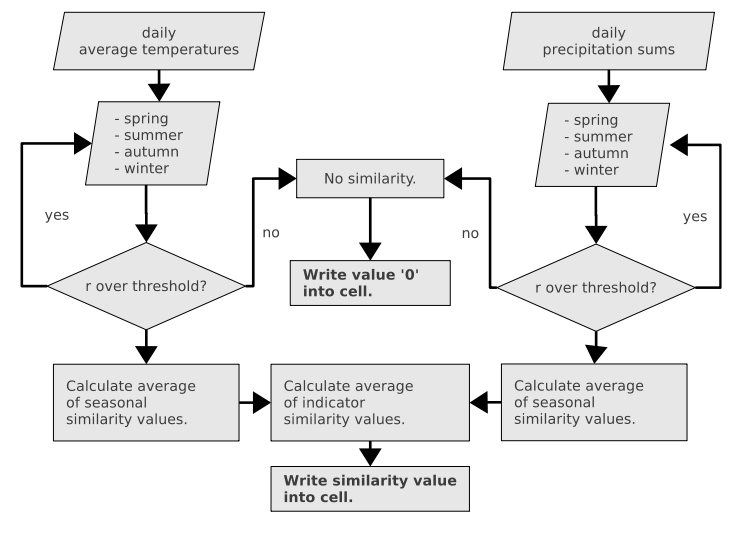 daily
average temperatures
daily
precipitation sums
- spring
- summer
- autumn
- winter
- spring
- summer
- autumn
- winter
No similarity.
yes
no
no
yes
Write value '0'
into cell.
r over threshold?
r over threshold?
Calculate average
of seasonal
similarity values.
Calculate average
of indicator
similarity values.
Calculate average
of seasonal
similarity values.
Write similarity value
into cell.